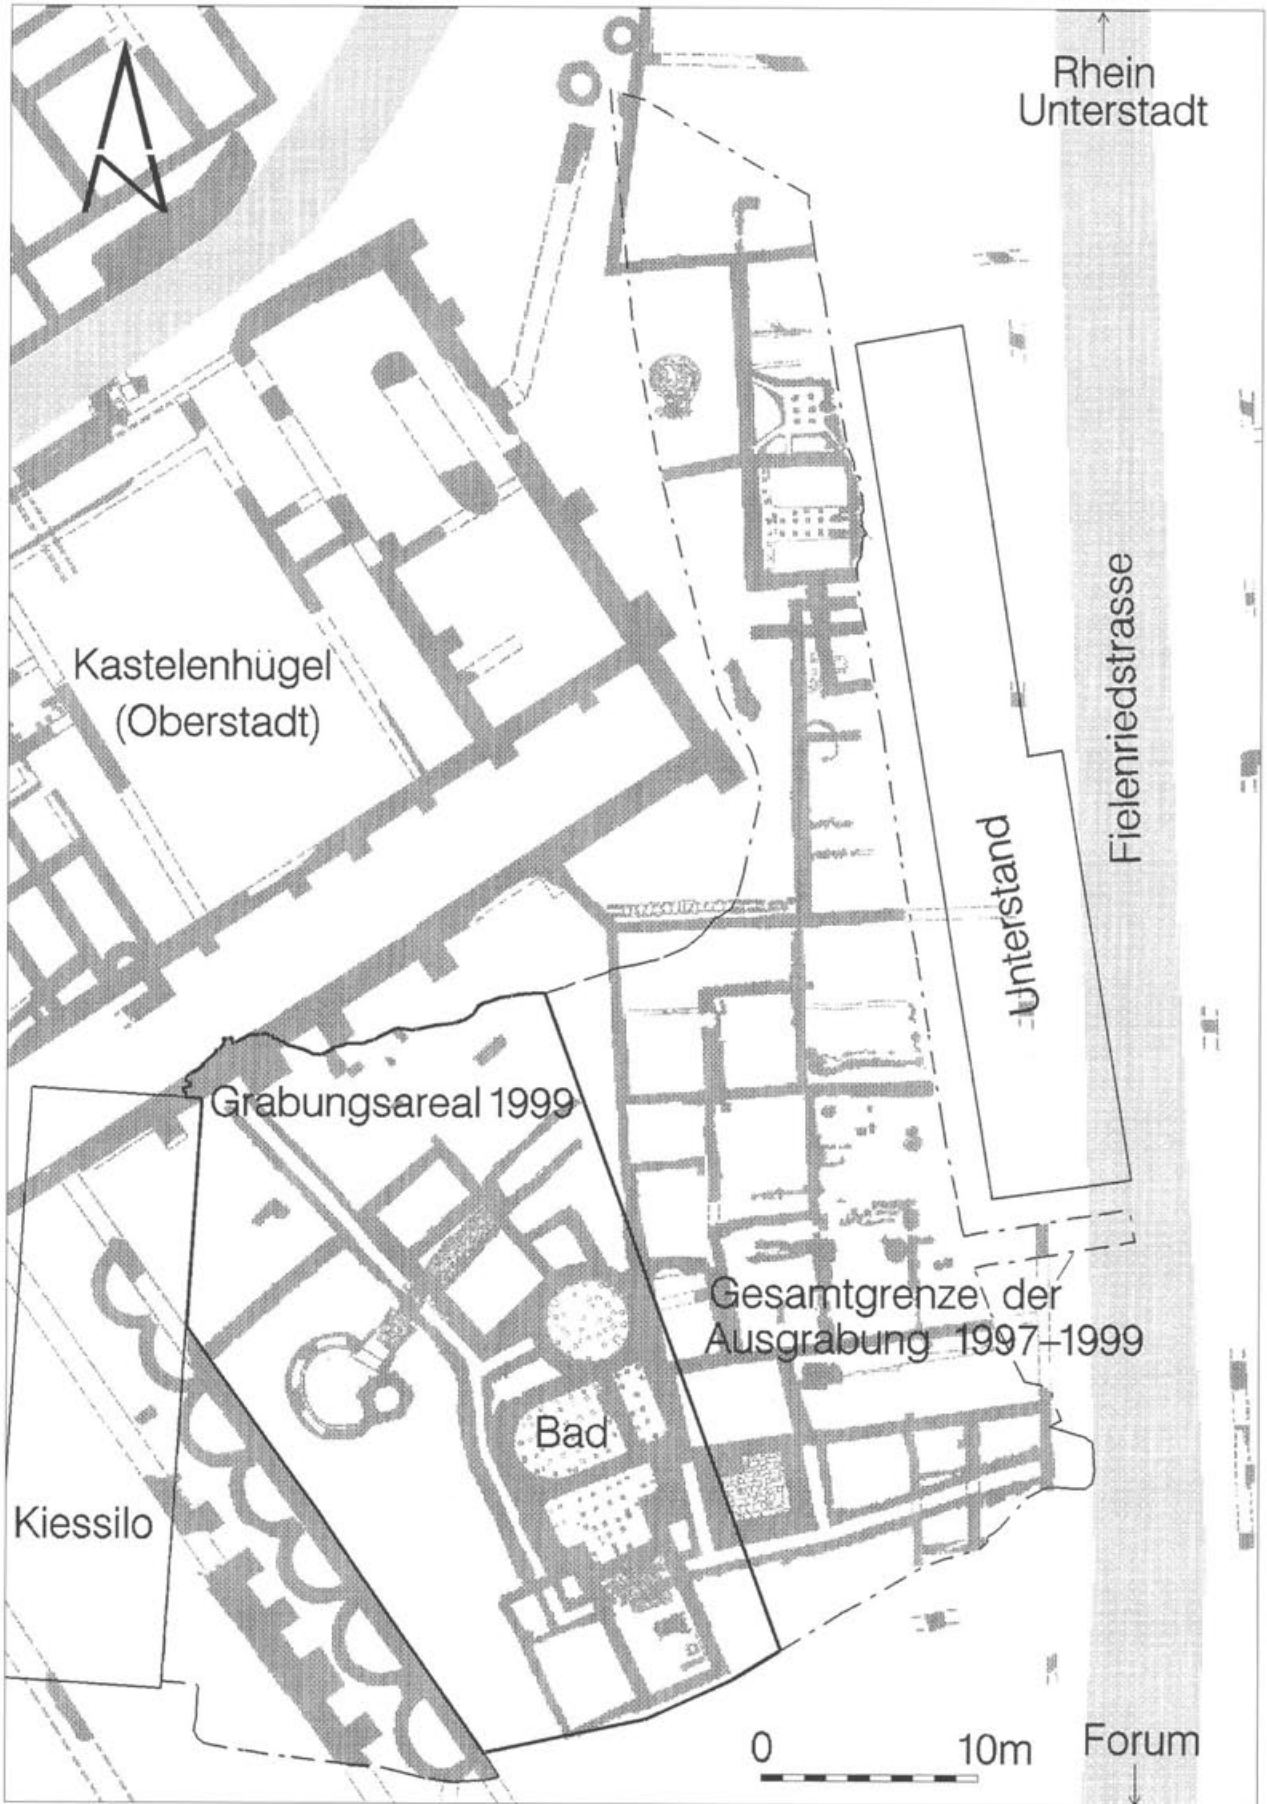 Rhein
Unterstadt
Kastelenhügel
(Oberstadt)
Fielenriedstrasse
Unterstand
Grabungsareal 1999
Gesamtgrenze der
Ausgrabung 1997–1999
Bad
Kiessilo
0 10m
Forum